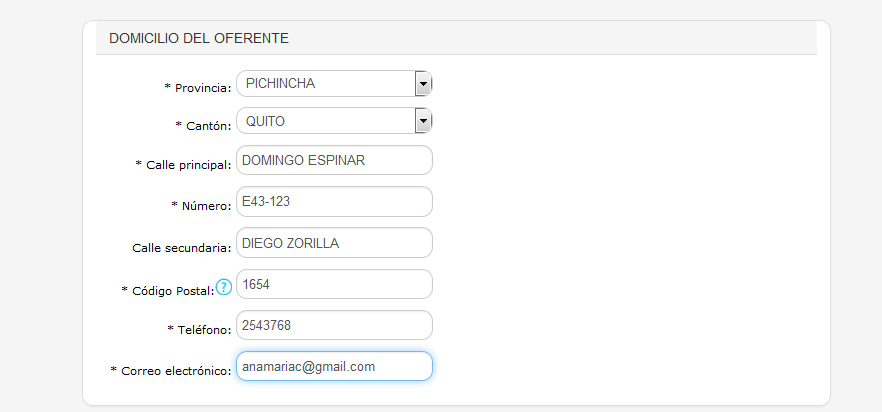 DOMICILIO DEL OFERENTE
* Provincia: PICHINCHA
* Cantón: QUITO
* Calle principal: DOMINGO ESPINAR
* Número: E43-123
Calle secundaria: DIEGO ZORILLA
* Código Postal: ? 1654
* Teléfono: 2543768
* Correo electrónico: anamariac@gmail.com